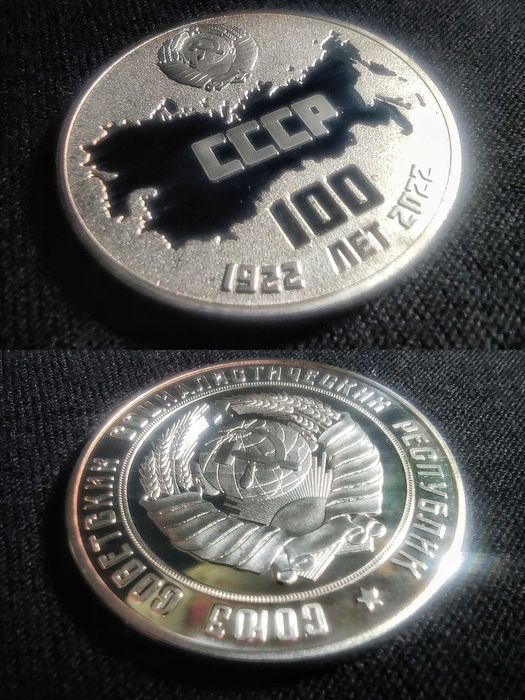 СССР
100
1922 ЛЕТ 2022
СОЮЗ СОВЕТСКИХ СОЦИАЛИСТИЧЕСКИХ РЕСПУБЛИК